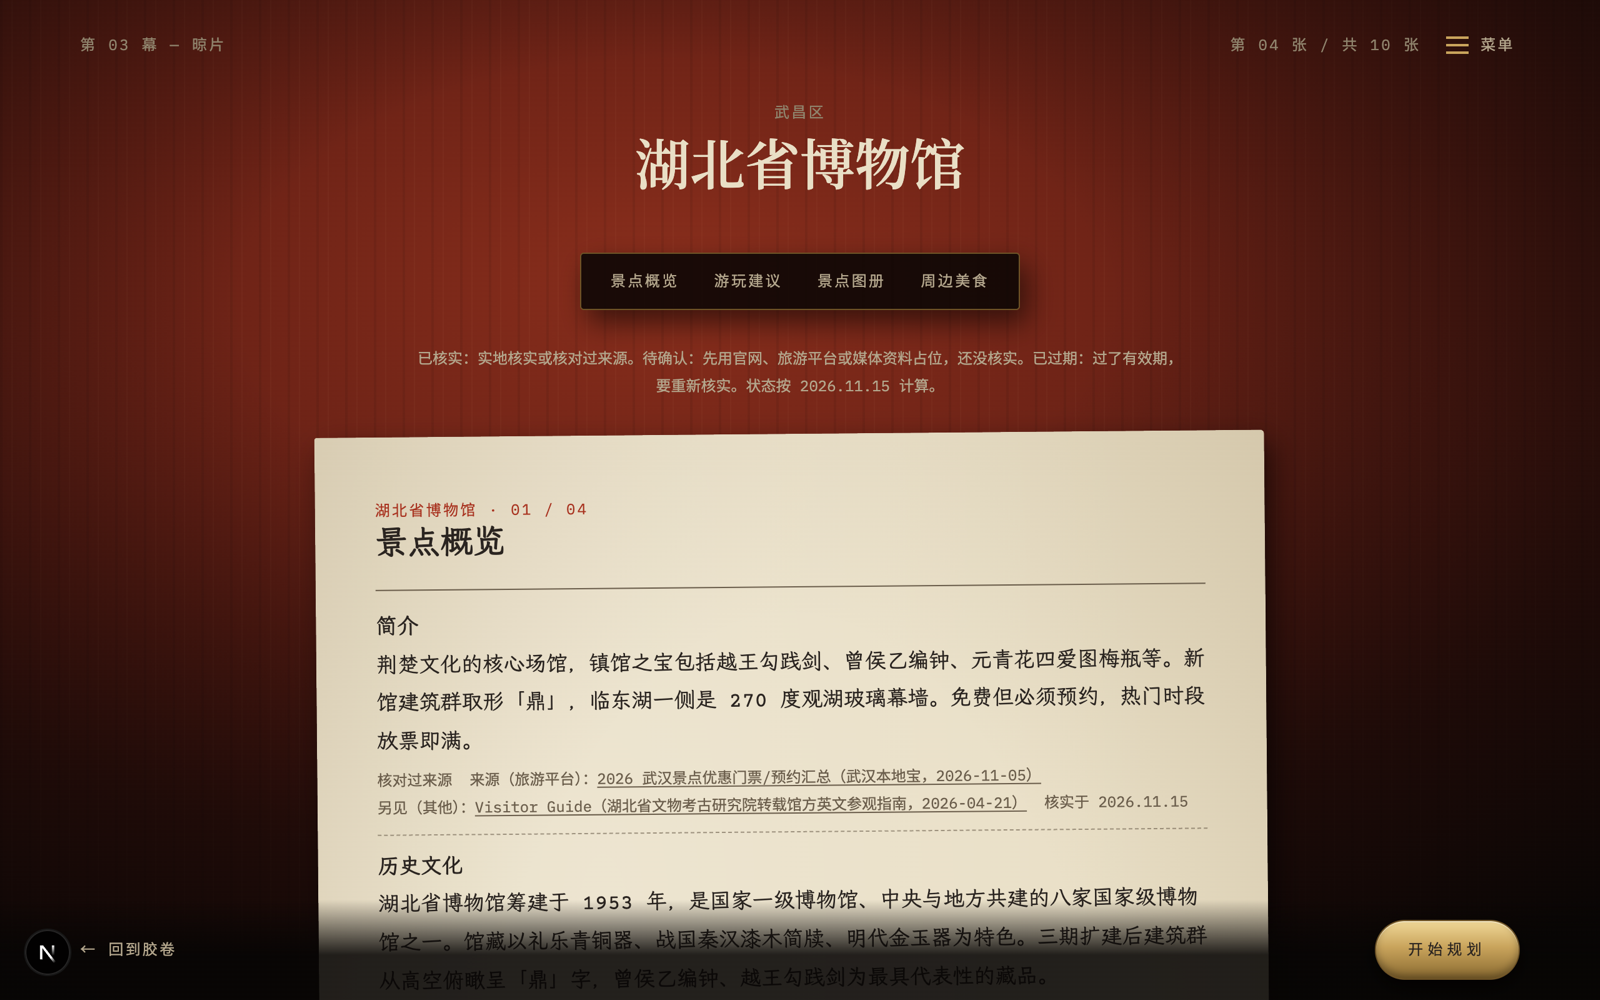 第 03 幕 — 晾片
第 04 张 / 共 10 张
菜单
武昌区
湖北省博物馆
景点概览 游玩建议 景点图册 周边美食
已核实：实地核实或核对过来源。待确认：先用官网、旅游平台或媒体资料占位，还没核实。已过期：过了有效期，
要重新核实。状态按 2026.11.15 计算。
湖北省博物馆 · 01 / 04
景点概览
简介
荆楚文化的核心场馆，镇馆之宝包括越王勾践剑、曾侯乙编钟、元青花四爱图梅瓶等。新
馆建筑群取形「鼎」，临东湖一侧是 270 度观湖玻璃幕墙。免费但必须预约，热门时段
放票即满。
核对过来源 来源（旅游平台）：2026 武汉景点优惠门票/预约汇总（武汉本地宝，2026-11-05）
另见（其他）：Visitor Guide（湖北省文物考古研究院转载馆方英文参观指南，2026-04-21） 核实于 2026.11.15
历史文化
湖北省博物馆筹建于 1953 年，是国家一级博物馆、中央与地方共建的八家国家级博物
馆之一。馆藏以礼乐青铜器、战国秦汉漆木简牍、明代金玉器为特色。三期扩建后建筑群
从高空俯瞰呈「鼎」字，曾侯乙编钟、越王勾践剑为最具代表性的藏品。
N
← 回到胶卷
开始规划